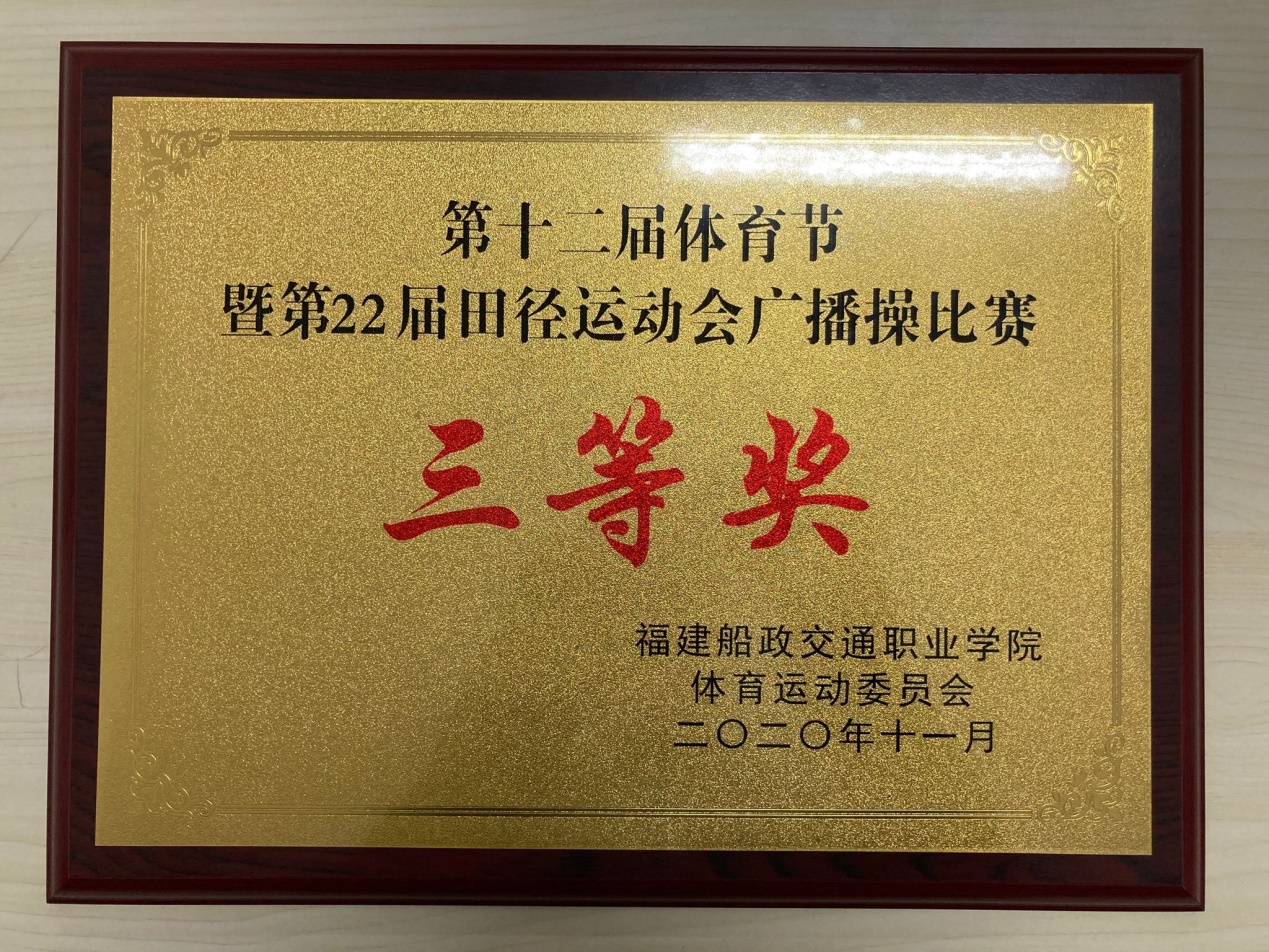 第十二届体育节
暨第22届田径运动会广播操比赛
三等奖
福建船政交通职业学院
体育运动委员会
二〇二〇年十一月